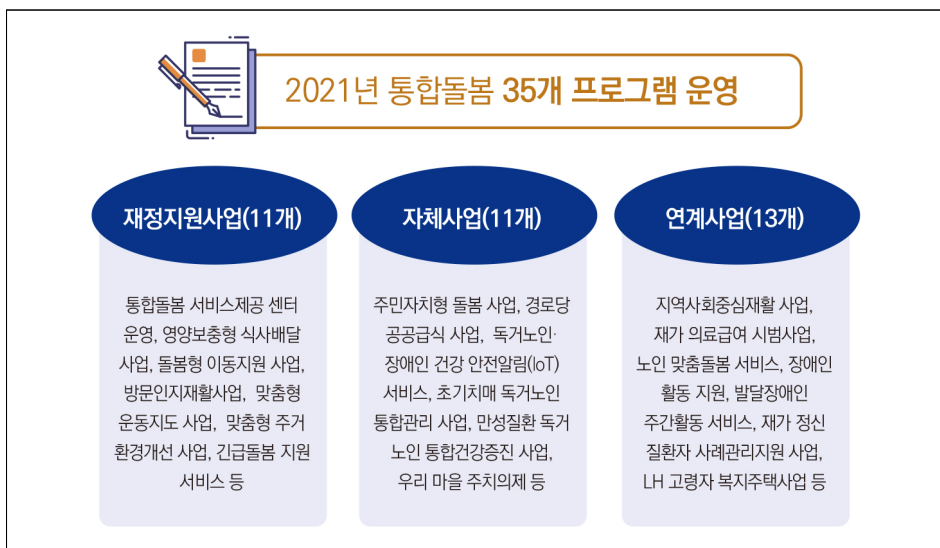 2021년 통합돌봄 35개 프로그램 운영
재정지원사업(11개)
통합돌봄 서비스제공 센터
운영, 영양보충형 식사배달
사업, 돌봄형 이동지원 사업,
방문인지재활사업, 맞춤형
운동지도 사업, 맞춤형 주거
환경개선 사업, 긴급돌봄 지원
서비스 등
자체사업(11개)
주민자치형 돌봄 사업, 경로당
공공급식 사업, 독거노인·
장애인 건강 안전알림(IoT)
서비스, 초기치매 독거노인
통합관리 사업, 만성질환 독거
노인 통합건강증진 사업,
우리 마을 주치의제 등
연계사업(13개)
지역사회중심재활 사업,
재가 의료급여 시범사업,
노인 맞춤돌봄 서비스, 장애인
활동 지원, 발달장애인
주간활동 서비스, 재가 정신
질환자 사례관리지원 사업,
LH 고령자 복지주택사업 등